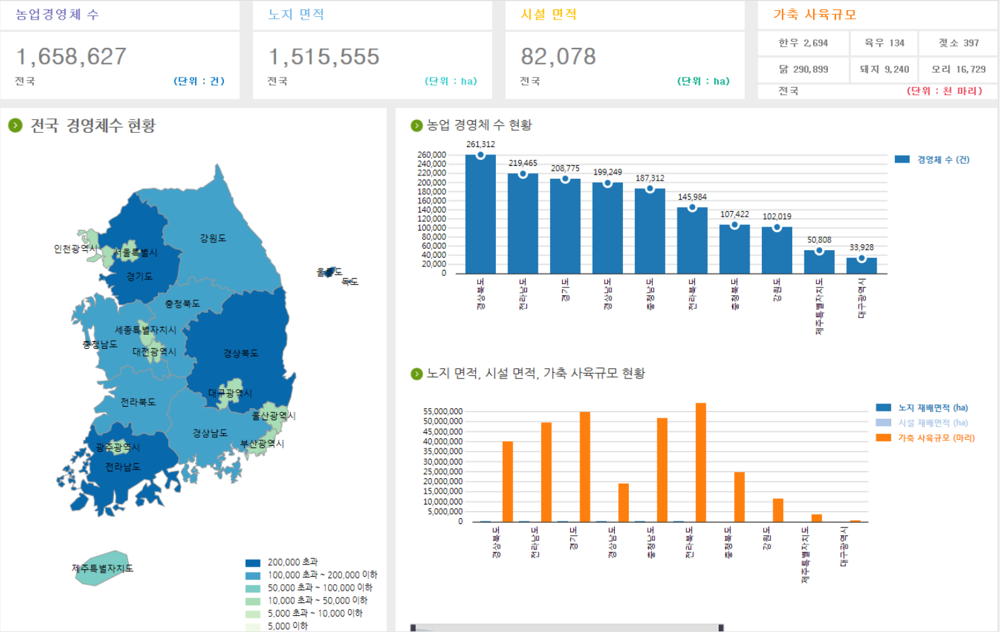 농업경영체 수
1,658,627
전국 (단위 : 건)
노지 면적
1,515,555
전국 (단위 : ha)
시설 면적
82,078
전국 (단위 : ha)
가축 사육규모
한우 2,694 육우 134 젖소 397
닭 290,899 돼지 9,240 오리 16,729
전국 (단위 : 천 마리)
전국 경영체수 현황
강원도
인천광역시
서울특별시
경기도
울릉도
독도
충청북도
세종특별자치시
충청남도
대전광역시
경상북도
대구광역시
전라북도
울산광역시
경상남도
부산광역시
광주광역시
전라남도
제주특별자치도
200,000 초과
100,000 초과 ~ 200,000 이하
50,000 초과 ~ 100,000 이하
10,000 초과 ~ 50,000 이하
5,000 초과 ~ 10,000 이하
5,000 이하
농업 경영체 수 현황
260,000
240,000
220,000
200,000
180,000
160,000
140,000
120,000
100,000
80,000
60,000
40,000
20,000
0
261,312
219,465
208,775
199,249
187,312
145,984
107,422
102,019
50,808
33,928
경상북도
전라남도
경기도
경상남도
충청남도
전라북도
충청북도
강원도
제주특별자치도
대구광역시
경영체 수 (건)
노지 면적, 시설 면적, 가축 사육규모 현황
55,000,000
50,000,000
45,000,000
40,000,000
35,000,000
30,000,000
25,000,000
20,000,000
15,000,000
10,000,000
5,000,000
0
경상북도
전라남도
경기도
경상남도
충청남도
전라북도
충청북도
강원도
제주특별자치도
대구광역시
노지 재배면적 (ha)
시설 재배면적 (ha)
가축 사육규모 (마리)